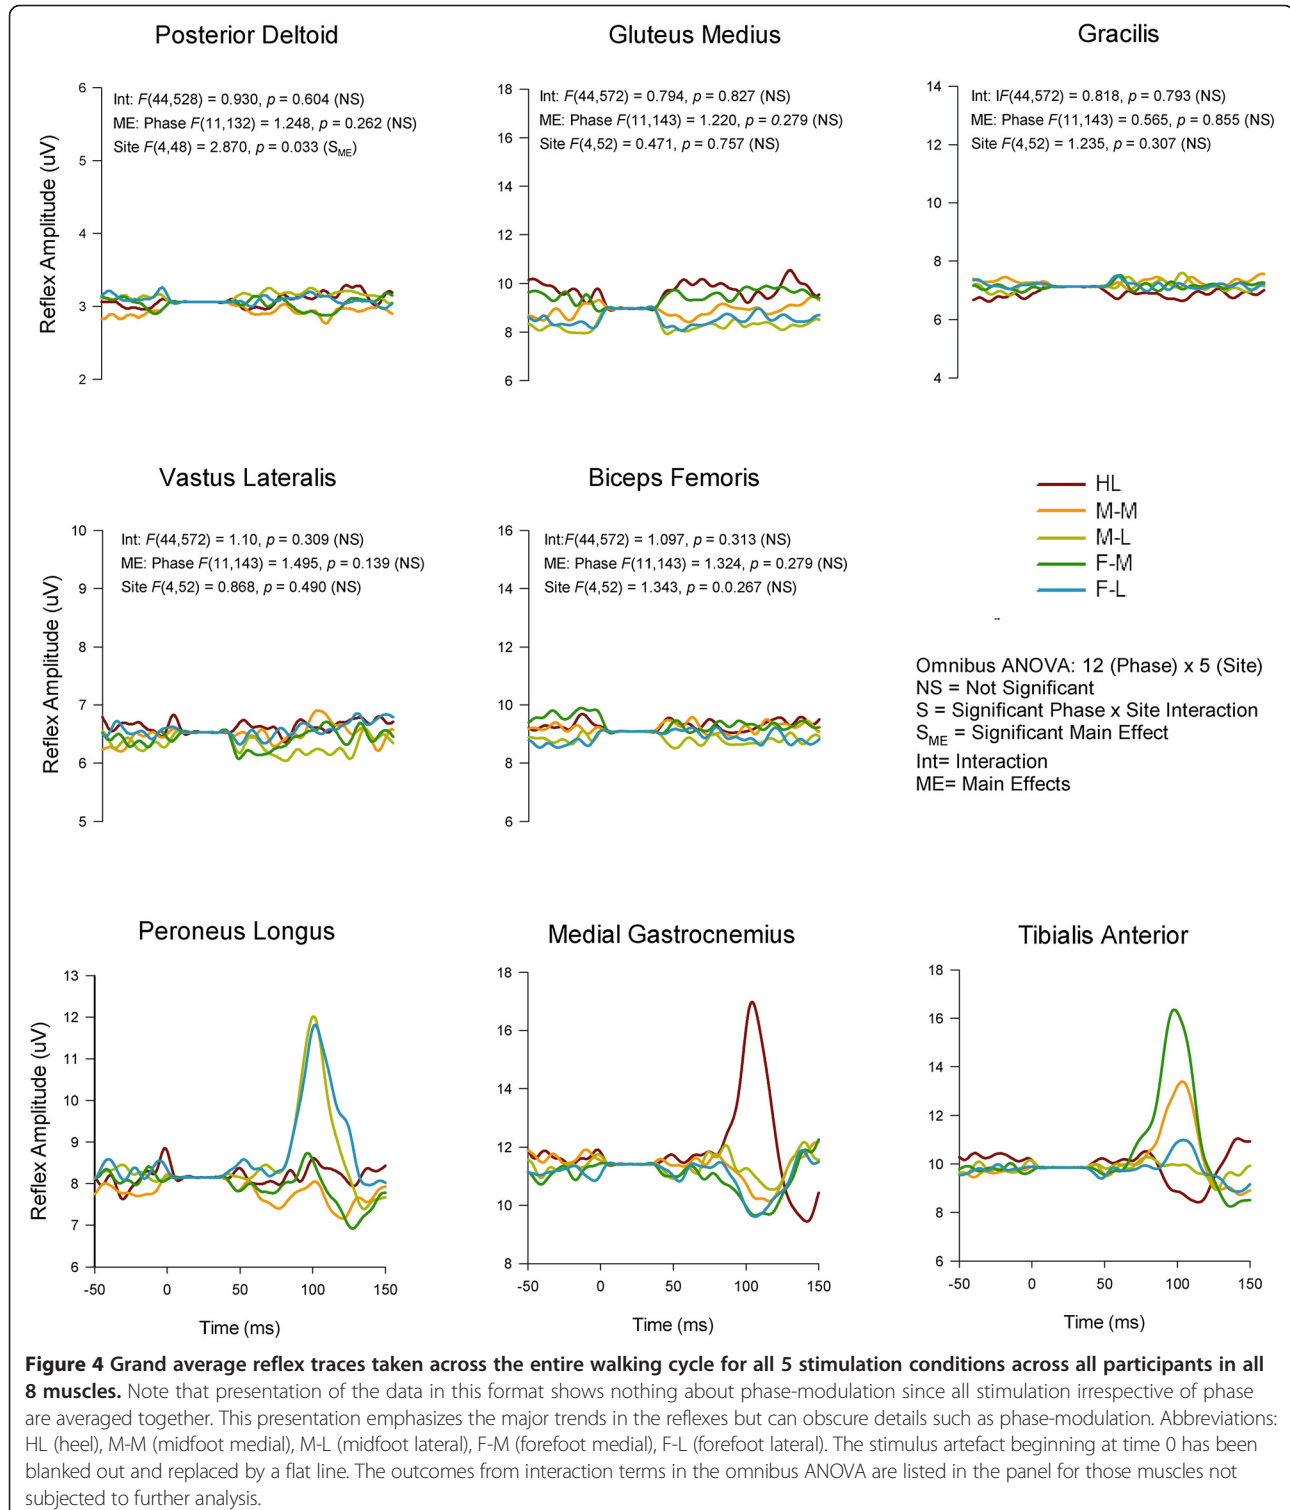 Posterior Deltoid
Gluteus Medius
Gracilis
Reflex Amplitude (uV)
6
5
4
3
2
Int: F(44,528) = 0.930, p = 0.604 (NS)
ME: Phase F(11,132) = 1.248, p = 0.262 (NS)
Site F(4,48) = 2.870, p = 0.033 (SME)
18
16
14
12
10
8
6
Int: F(44,572) = 0.794, p = 0.827 (NS)
ME: Phase F(11,143) = 1.220, p = 0.279 (NS)
Site F(4,52) = 0.471, p = 0.757 (NS)
14
12
10
8
6
4
Int: IF(44,572) = 0.818, p = 0.793 (NS)
ME: Phase F(11,143) = 0.565, p = 0.855 (NS)
Site F(4,52) = 1.235, p = 0.307 (NS)
Vastus Lateralis
Biceps Femoris
Reflex Amplitude (uV)
10
9
8
7
6
5
Int: F(44,572) = 1.10, p = 0.309 (NS)
ME: Phase F(11,143) = 1.495, p = 0.139 (NS)
Site F(4,52) = 0.868, p = 0.490 (NS)
16
14
12
10
8
6
Int:F(44,572) = 1.097, p = 0.313 (NS)
ME: Phase F(11,143) = 1.324, p = 0.279 (NS)
Site F(4,52) = 1.343, p = 0.0.267 (NS)
HL
M-M
M-L
F-M
F-L
Omnibus ANOVA: 12 (Phase) x 5 (Site)
NS = Not Significant
S = Significant Phase x Site Interaction
SME = Significant Main Effect
Int= Interaction
ME= Main Effects
Peroneus Longus
Medial Gastrocnemius
Tibialis Anterior
Reflex Amplitude (uV)
13
12
11
10
9
8
7
6
-50 0 50 100 150
Time (ms)
18
16
14
12
10
8
-50 0 50 100 150
Time (ms)
18
16
14
12
10
8
6
-50 0 50 100 150
Time (ms)
Figure 4 Grand average reflex traces taken across the entire walking cycle for all 5 stimulation conditions across all participants in all
8 muscles. Note that presentation of the data in this format shows nothing about phase-modulation since all stimulation irrespective of phase
are averaged together. This presentation emphasizes the major trends in the reflexes but can obscure details such as phase-modulation. Abbreviations:
HL (heel), M-M (midfoot medial), M-L (midfoot lateral), F-M (forefoot medial), F-L (forefoot lateral). The stimulus artefact beginning at time 0 has been
blanked out and replaced by a flat line. The outcomes from interaction terms in the omnibus ANOVA are listed in the panel for those muscles not
subjected to further analysis.